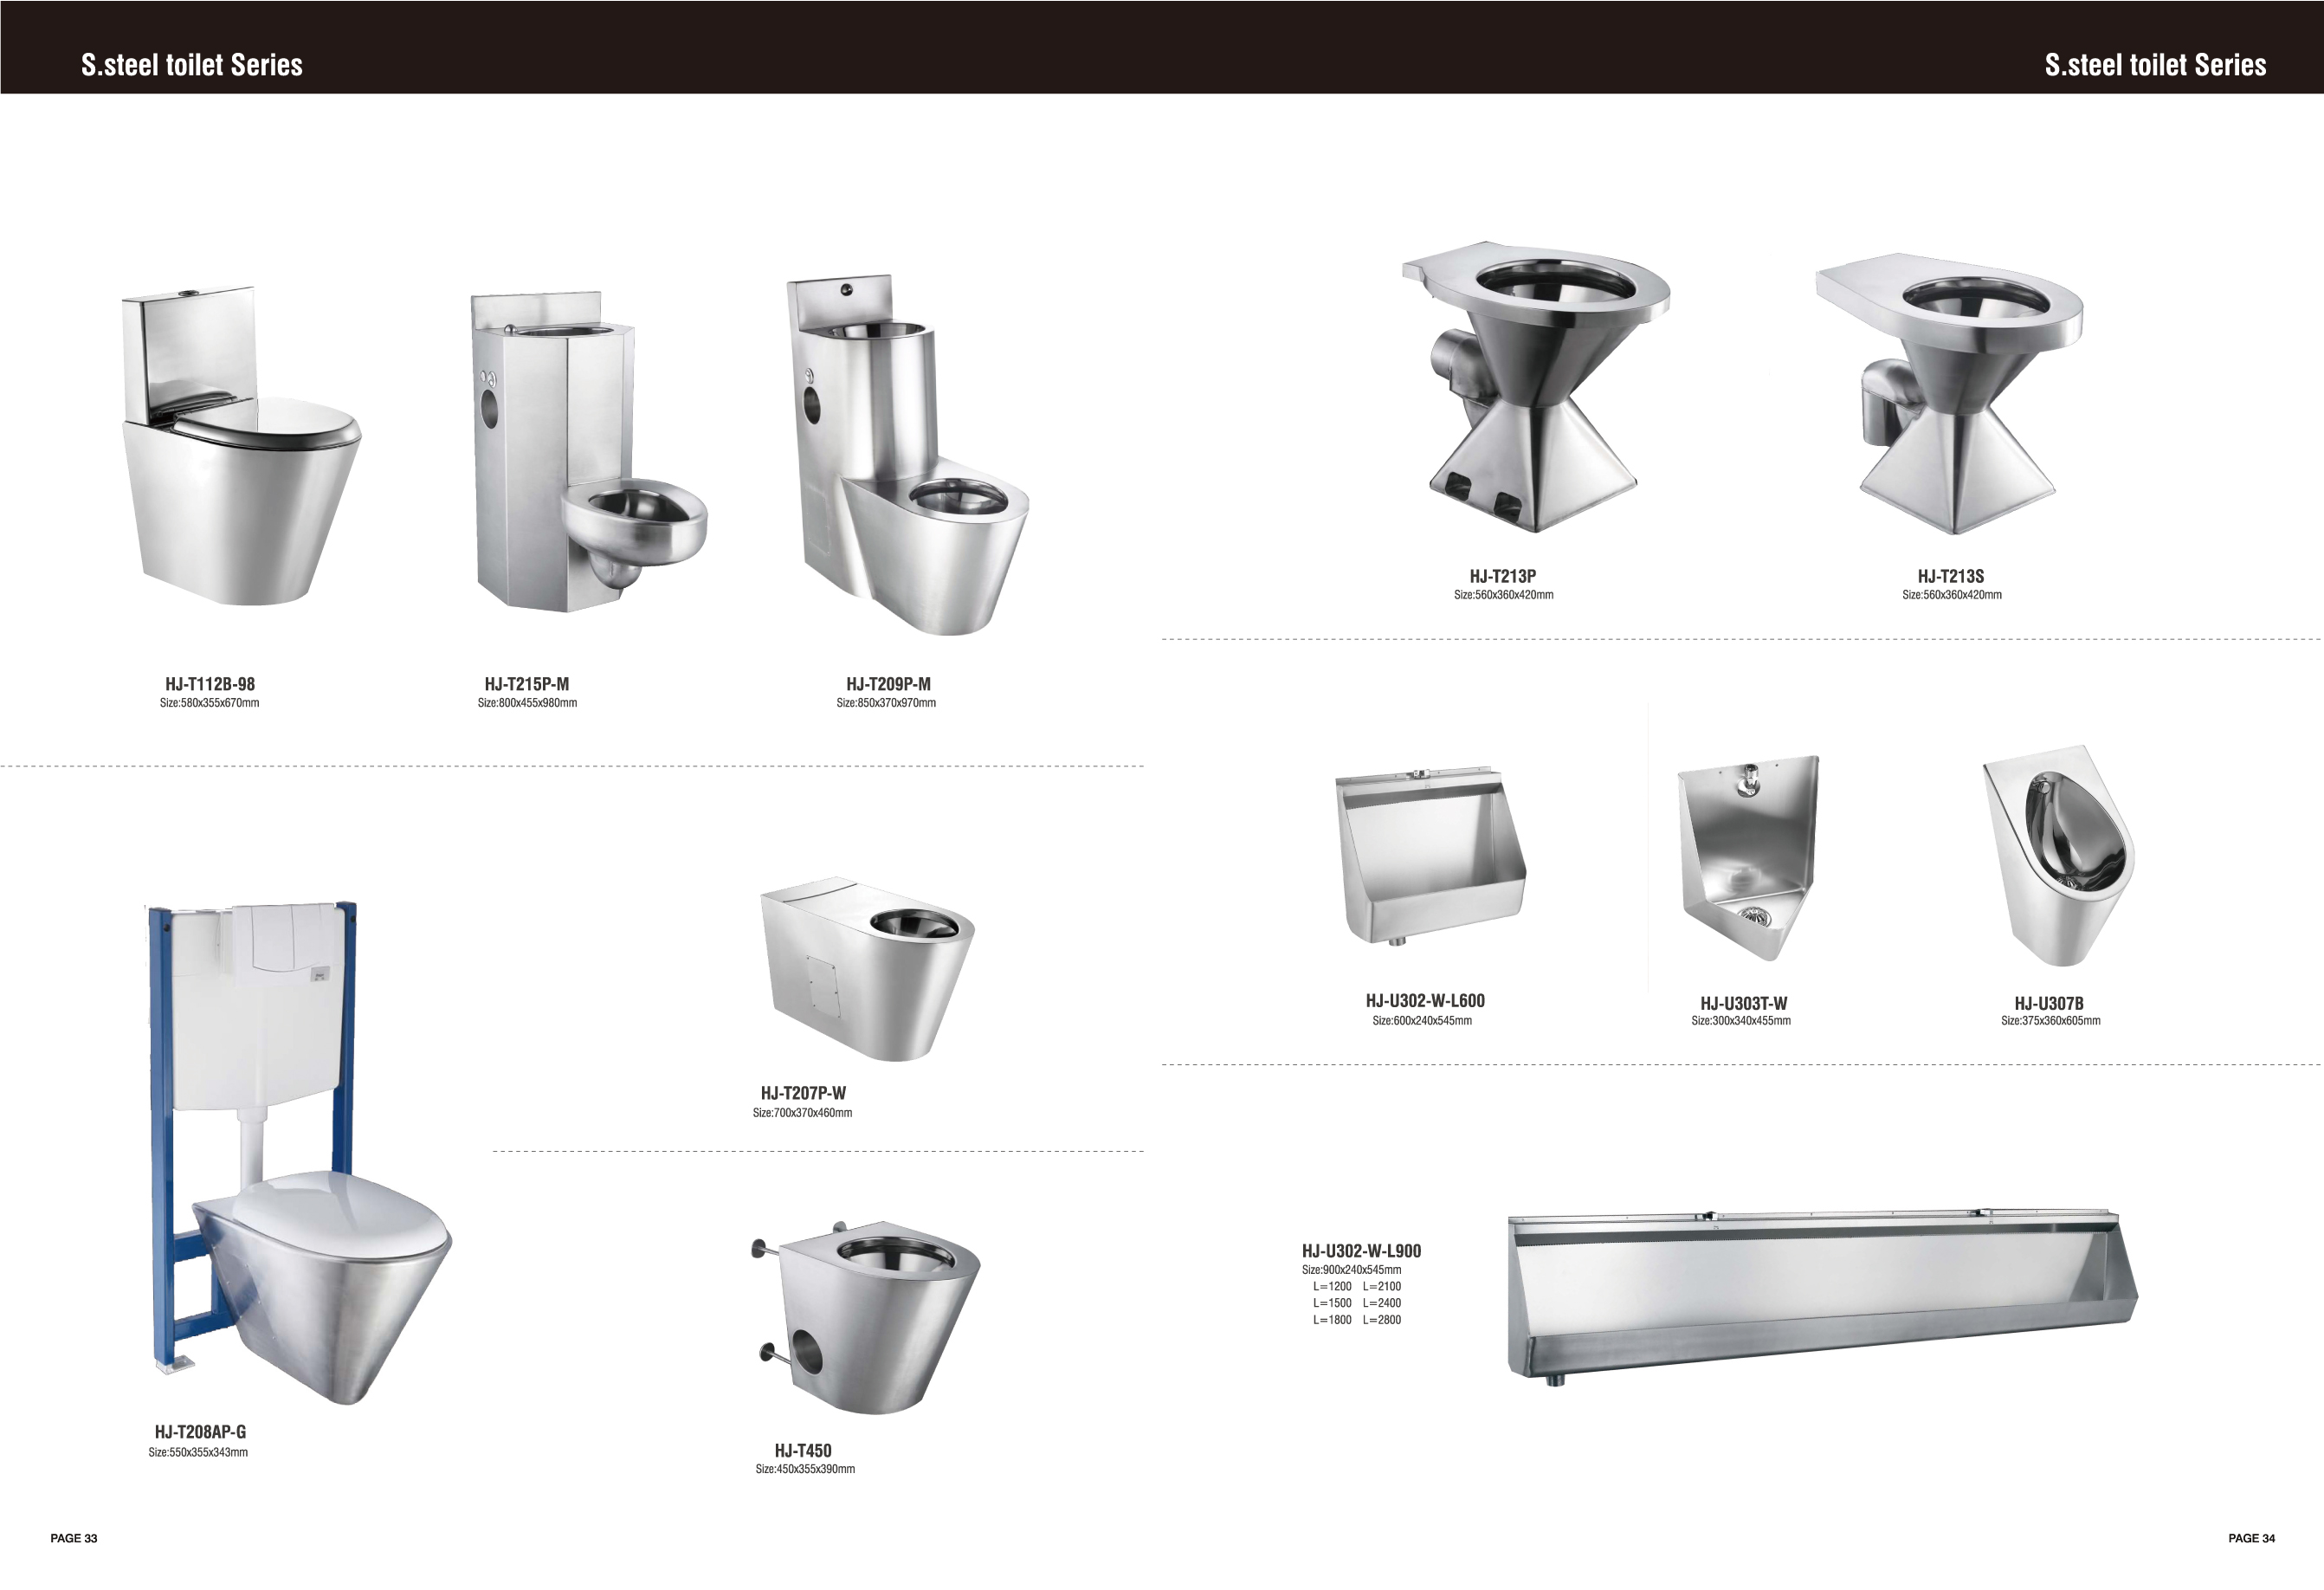 S.steel toilet Series
S.steel toilet Series
HJ-T112B-98
Size:580x355x670mm
HJ-T215P-M
Size:800x455x980mm
HJ-T209P-M
Size:850x370x970mm
HJ-T208AP-G
Size:550x355x343mm
HJ-T207P-W
Size:700x370x460mm
HJ-T450
Size:450x355x390mm
PAGE 33
HJ-T213P
Size:560x360x420mm
HJ-T213S
Size:560x360x420mm
HJ-U302-W-L600
Size:600x240x545mm
HJ-U303T-W
Size:300x340x455mm
HJ-U307B
Size:375x360x605mm
HJ-U302-W-L900
Size:900x240x545mm
L=1200 L=2100
L=1500 L=2400
L=1800 L=2800
PAGE 34